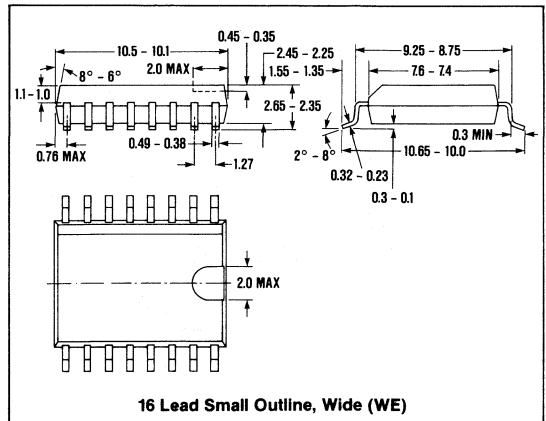 0.45 – 0.35
10.5 – 10.1
2.0 MAX
2.45 – 2.25
1.55 – 1.35
9.25 – 8.75
7.6 – 7.4
8° – 6°
1.1 – 1.0
2.65 – 2.35
0.49 – 0.38
0.76 MAX
1.27
2° – 8°
0.3 MIN
10.65 – 10.0
0.32 – 0.23
0.3 – 0.1
2.0 MAX
16 Lead Small Outline, Wide (WE)